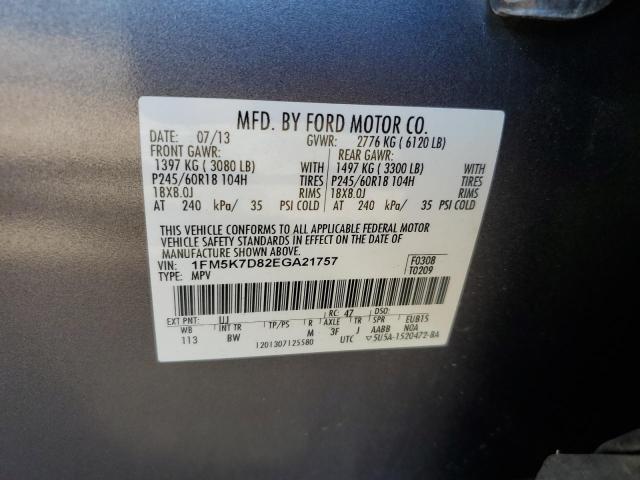 MFD. BY FORD MOTOR CO.
DATE: 07/13 GVWR: 2776 KG ( 6120 LB)
FRONT GAWR: REAR GAWR:
1397 KG ( 3080 LB) WITH 1497 KG ( 3300 LB) WITH
P245/60R18 104H TIRES P245/60R18 104H TIRES
18X8.0J RIMS 18X8.0J RIMS
AT 240 kPa/ 35 PSI COLD AT 240 kPa/ 35 PSI COLD
THIS VEHICLE CONFORMS TO ALL APPLICABLE FEDERAL MOTOR
VEHICLE SAFETY STANDARDS IN EFFECT ON THE DATE OF
MANUFACTURE SHOWN ABOVE.
VIN: 1FM5K7D82EGA21757 F0308
TYPE: MPV T0209
EXT PNT: UJ RC: 47 DSO:
WB INT TR TP/PS R AXLE TR SPR EUB15
113 BW M 3F J AABB NOA
1201307125580 UTC 5U5A-1520472-BA